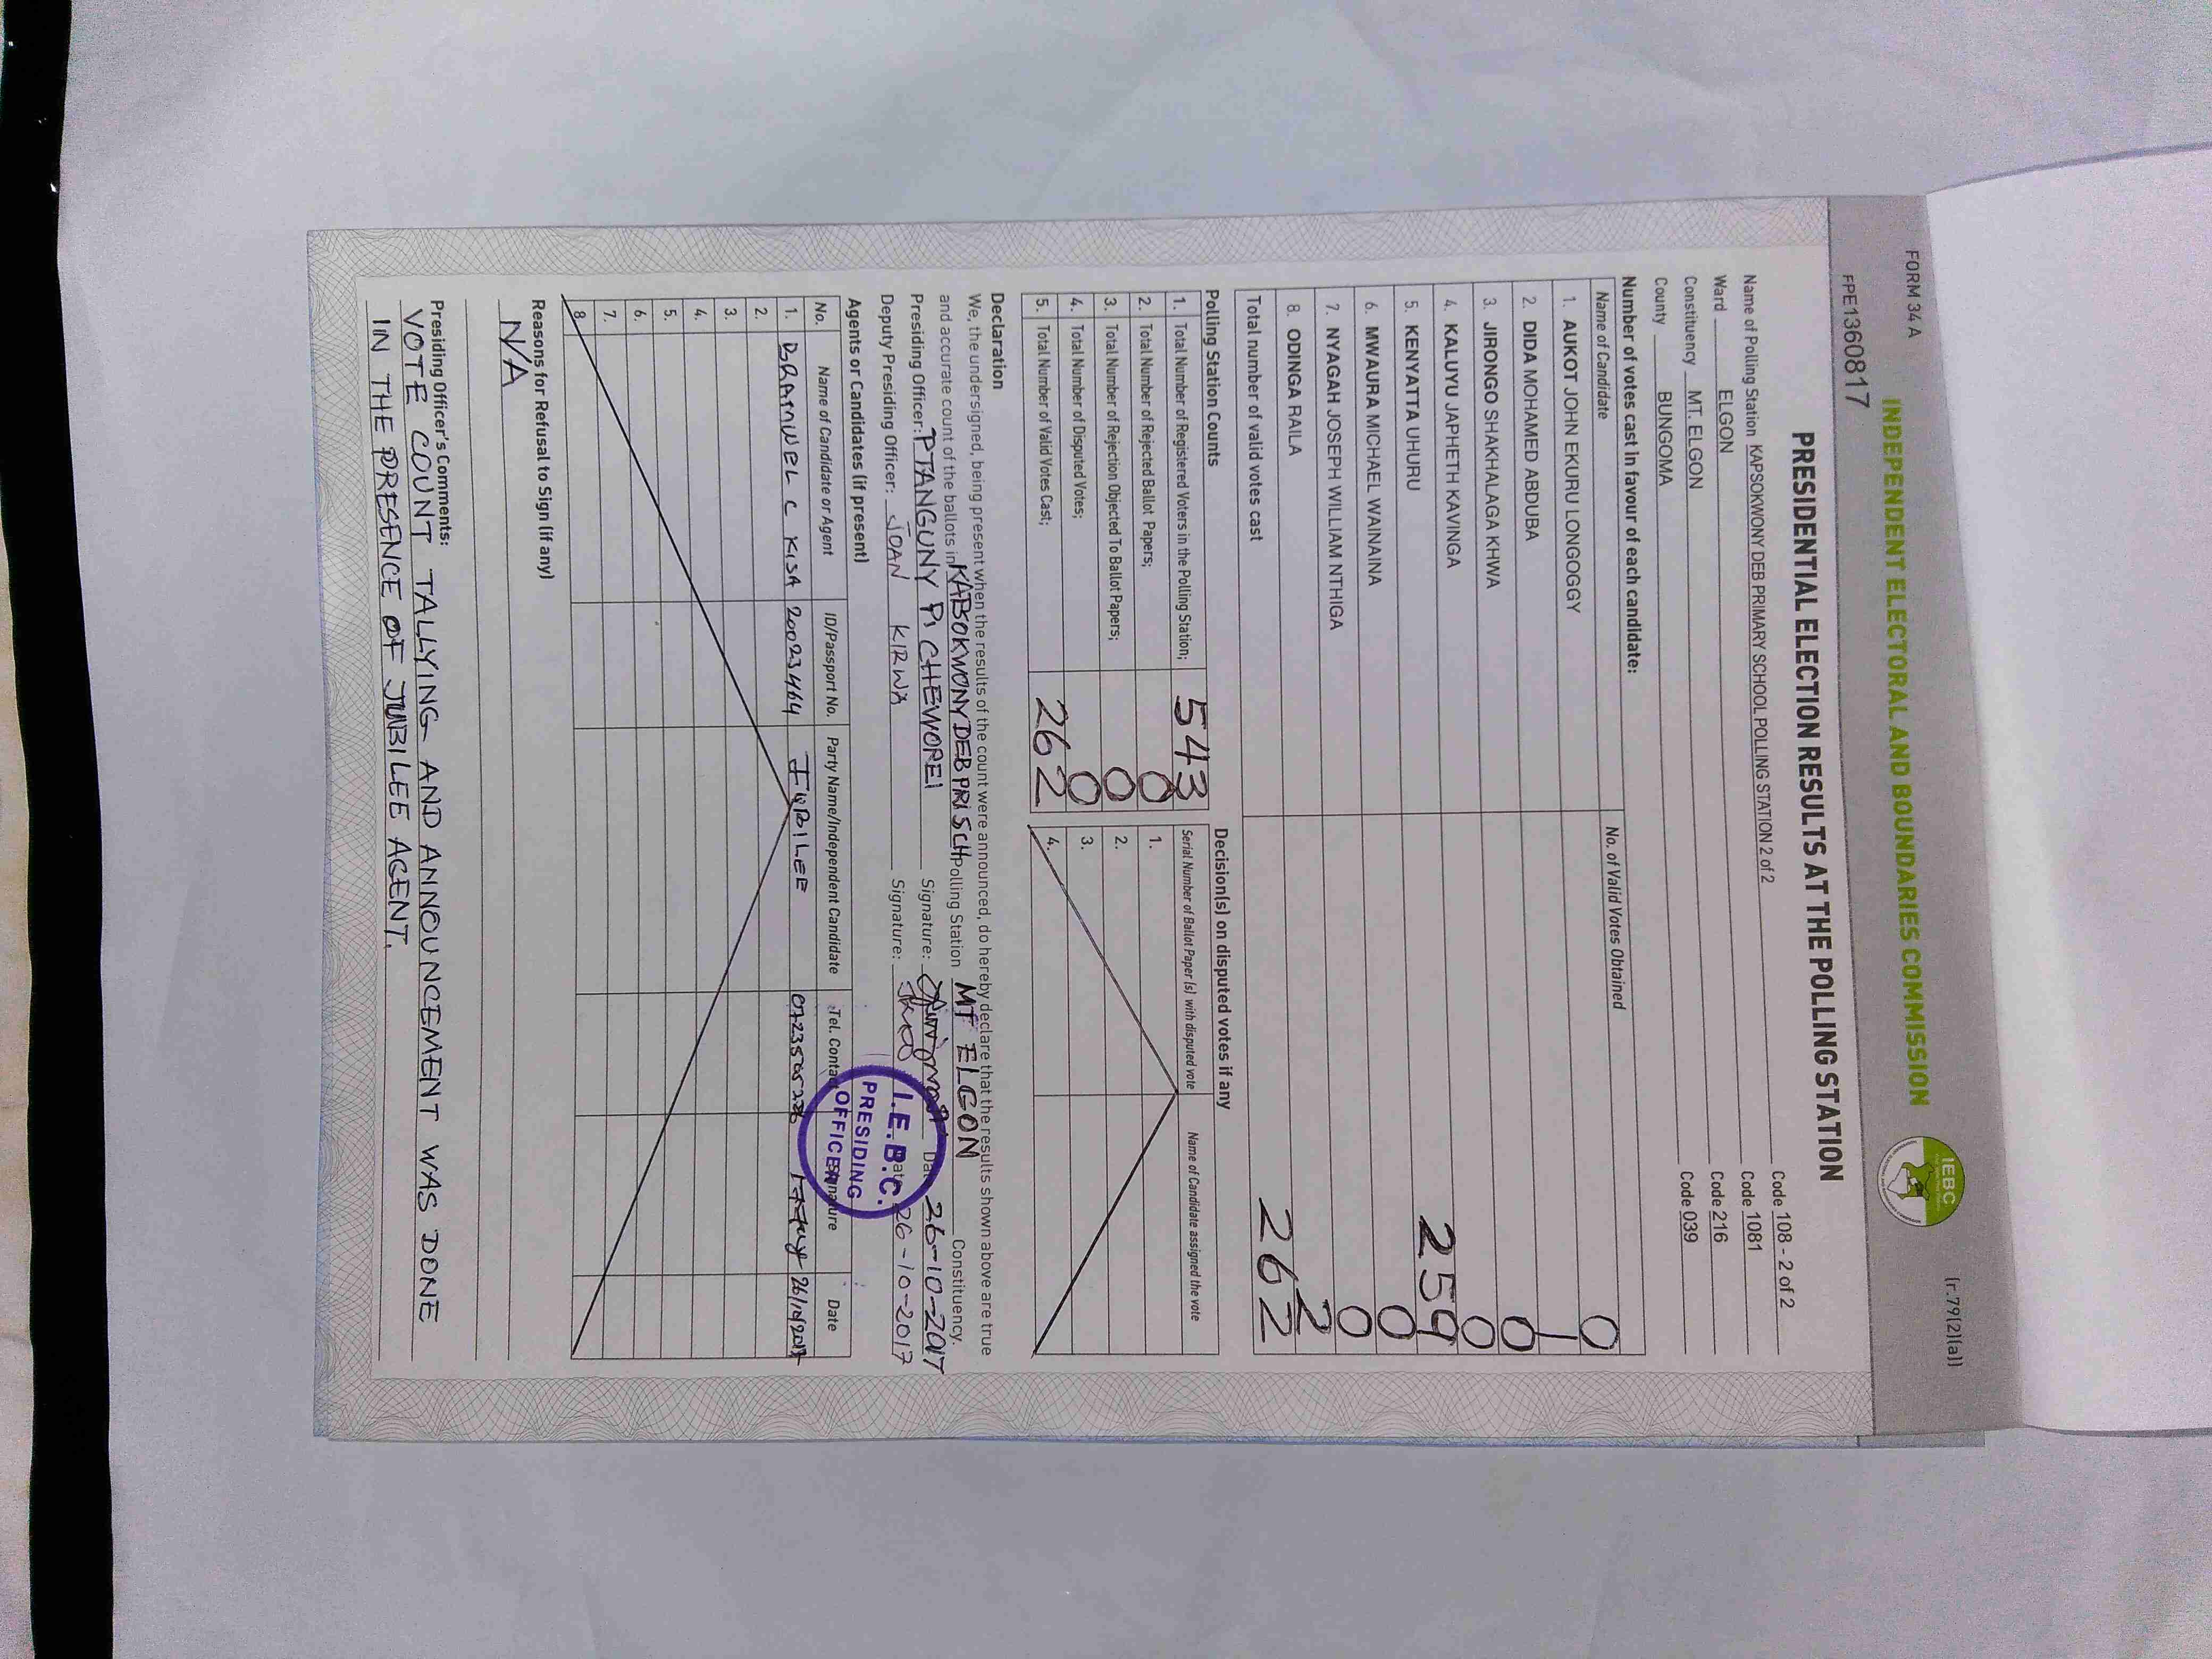 FORM 34 A
(r.79(2)(a))
INDEPENDENT ELECTORAL AND BOUNDARIES COMMISSION
IEBC
FPE1360817
PRESIDENTIAL ELECTION RESULTS AT THE POLLING STATION
Name of Polling Station KAPSOKWONY DEB PRIMARY SCHOOL POLLING STATION 2 of 2 Code 108 - 2 of 2
Ward ELGON Code 1081
Constituency MT. ELGON Code 216
County BUNGOMA Code 039
Number of votes cast in favour of each candidate:
Name of Candidate No. of Valid Votes Obtained
1. AUKOT JOHN EKURU LONGOGGY 0
2. DIDA MOHAMED ABDUBA 1
3. JIRONGO SHAKHALAGA KHWA 0
4. KALUYU JAPHETH KAVINGA 0
5. KENYATTA UHURU 259
6. MWAURA MICHAEL WAINAINA 0
7. NYAGAH JOSEPH WILLIAM NTHIGA 0
8. ODINGA RAILA 2
Total number of valid votes cast 262
Polling Station Counts
1. Total Number of Registered Voters in the Polling Station; 543
2. Total Number of Rejected Ballot Papers; 0
3. Total Number of Rejection Objected To Ballot Papers; 0
4. Total Number of Disputed Votes; 0
5. Total Number of Valid Votes Cast; 262
Decision(s) on disputed votes if any
Serial Number of Ballot Paper (s) with disputed vote Name of Candidate assigned the vote
1.
2.
3.
4.
Declaration
We, the undersigned, being present when the results of the count were announced, do hereby declare that the results shown above are true
and accurate count of the ballots in KABOKWONY DEB PRI SCH Polling Station MT ELGON Constituency.
Presiding Officer: PTANGUNY P. CHEWOREI Signature: Date 26-10-2017
Deputy Presiding Officer: JOAN KIRWA Signature: Date 26-10-2017
I.E.B.C.
PRESIDING
OFFICER
Agents or Candidates (if present)
No. Name of Candidate or Agent ID/Passport No. Party Name/Independent Candidate Tel. Contact Signature Date
1. BRAMWEL C KISA 20023464 JUBILEE 26/10/2017
2.
3.
4.
5.
6.
7.
8.
Reasons for Refusal to Sign (if any)
N/A
Presiding Officer's Comments:
VOTE COUNT TALLYING AND ANNOUNCEMENT WAS DONE
IN THE PRESENCE OF JUBILEE AGENT.